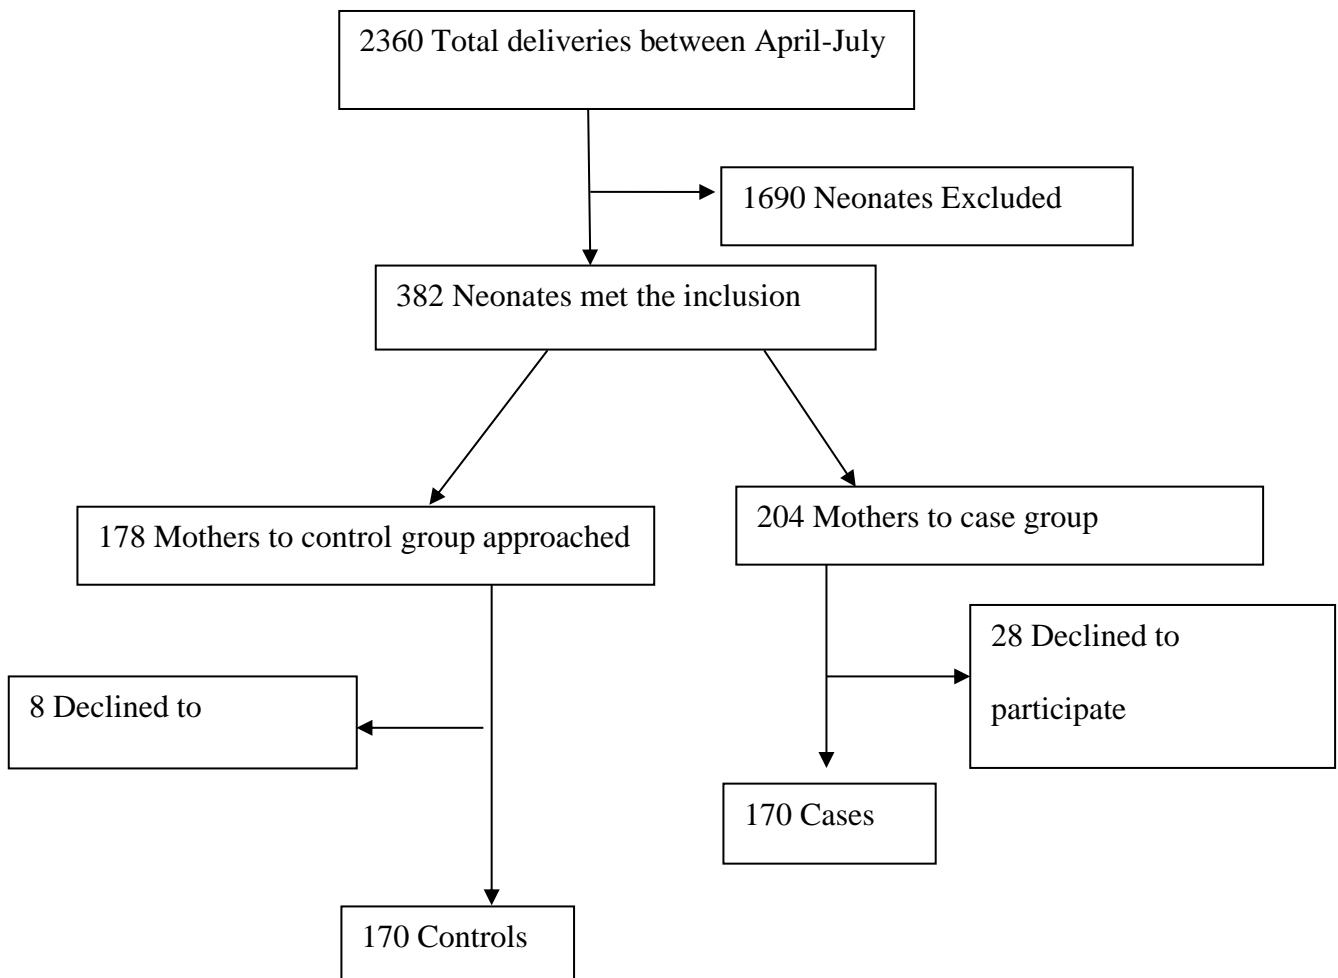 2360 Total deliveries between April-July
1690 Neonates Excluded
382 Neonates met the inclusion
178 Mothers to control group approached
204 Mothers to case group
28 Declined to
participate
8 Declined to
170 Cases
170 Controls